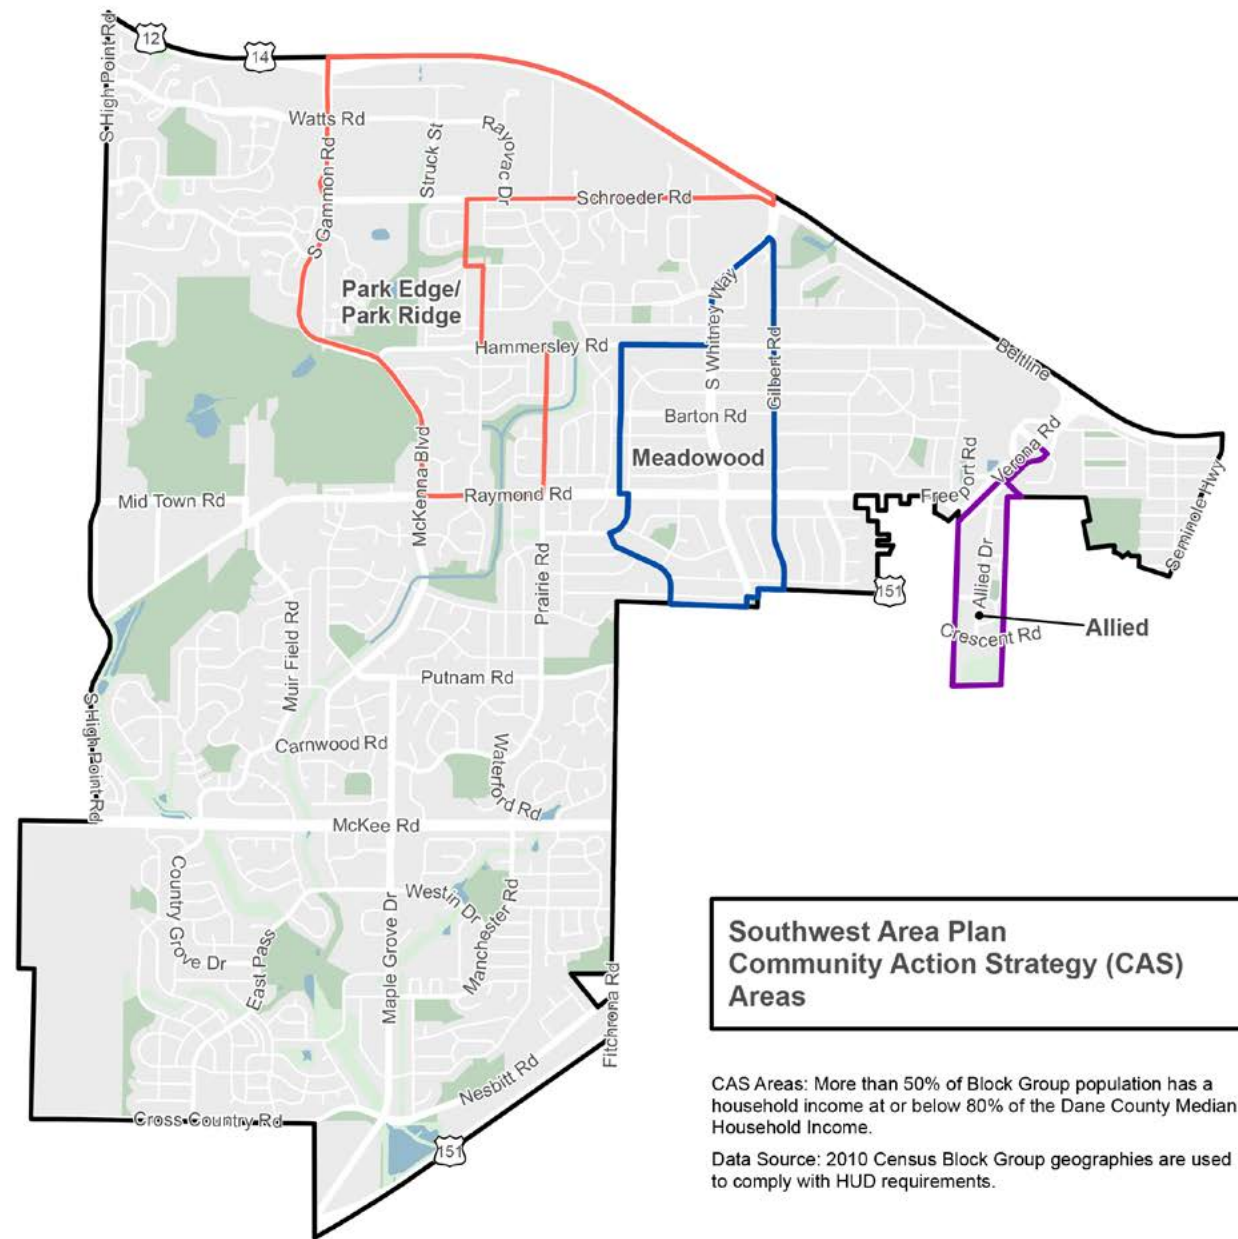 12
14
S High Point Rd
Watts Rd
Rayovac Dr
Struck St
S Gammon Rd
Schroeder Rd
Park Edge/
Park Ridge
Hammersley Rd
S Whitney Way
Gilbert Rd
Beltline
Barton Rd
Meadowood
McKenna Blvd
Raymond Rd
Mid Town Rd
Freeport Rd
Verona Rd
Seminole Hwy
Allied Dr
151
Prairie Rd
Crescent Rd
Allied
Muir Field Rd
Putnam Rd
S High Point Rd
Carnwood Rd
Waterford Rd
McKee Rd
Country Grove Dr
East Pass
Maple Grove Dr
Westin Dr
Manchester Rd
Fitchrona Rd
Nesbitt Rd
Cross Country Rd
151
Southwest Area Plan
Community Action Strategy (CAS)
Areas
CAS Areas: More than 50% of Block Group population has a
household income at or below 80% of the Dane County Median
Household Income.
Data Source: 2010 Census Block Group geographies are used
to comply with HUD requirements.